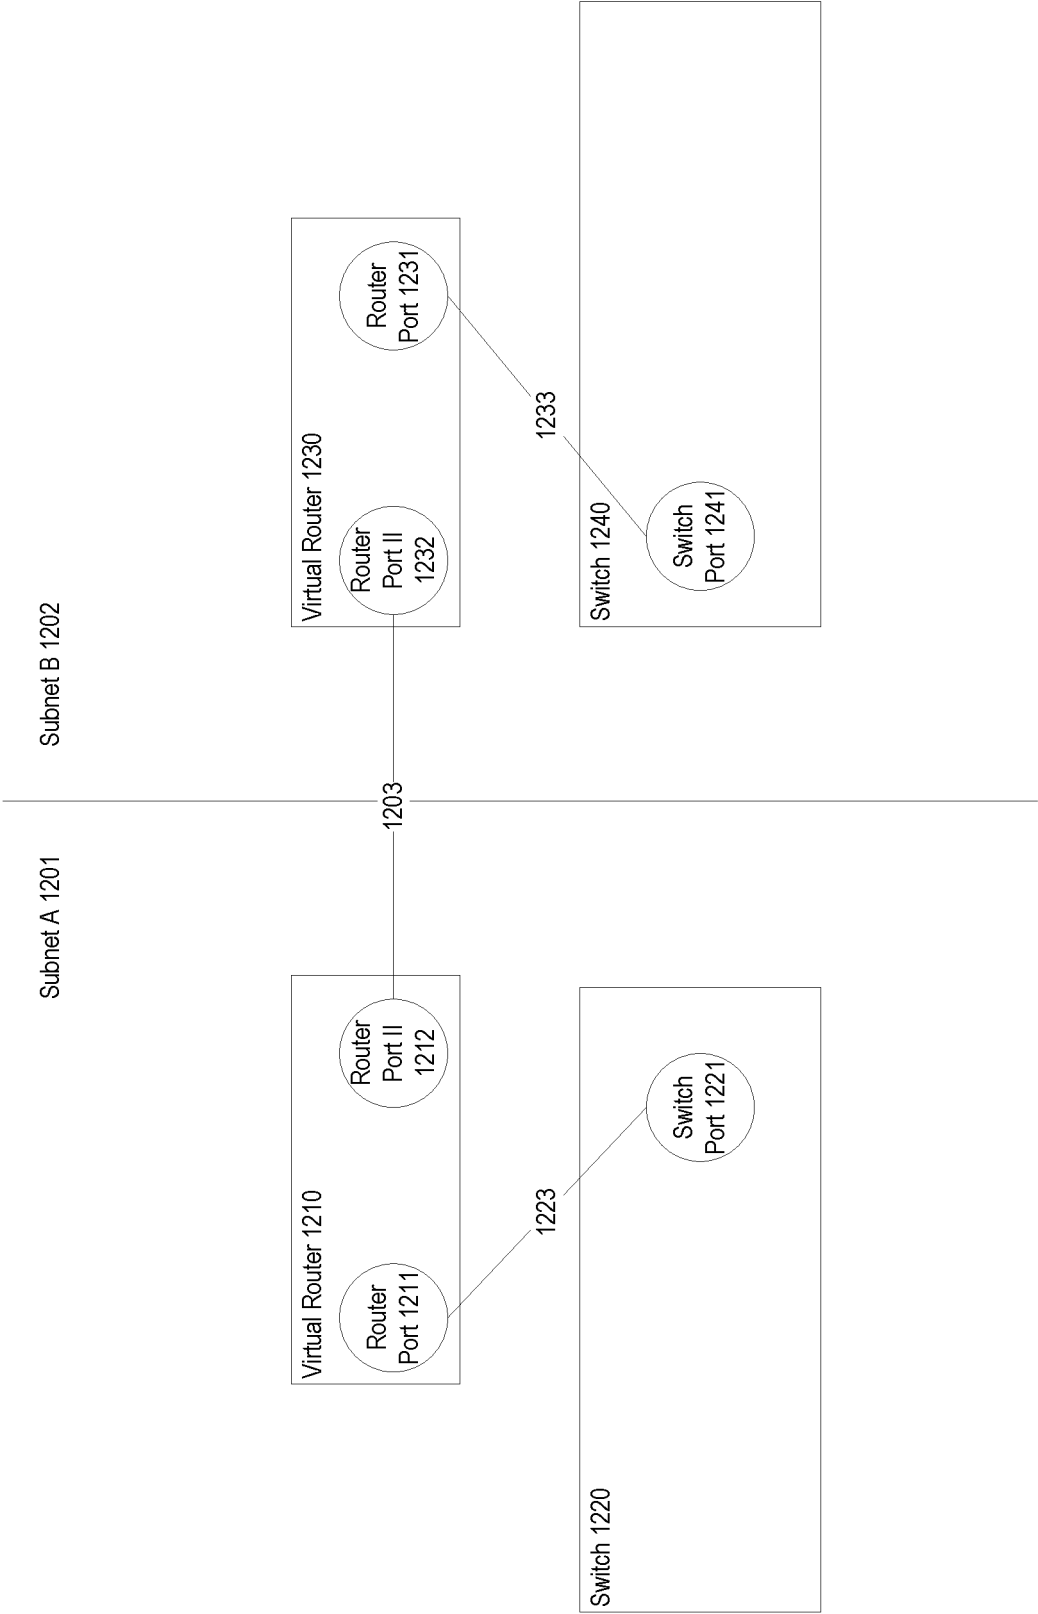 Subnet A 1201
Subnet B 1202
Virtual Router 1210
Router
Port 1211
Router
Port II
1212
1203
Virtual Router 1230
Router
Port II
1232
Router
Port 1231
1223
1233
Switch 1220
Switch
Port 1221
Switch 1240
Switch
Port 1241